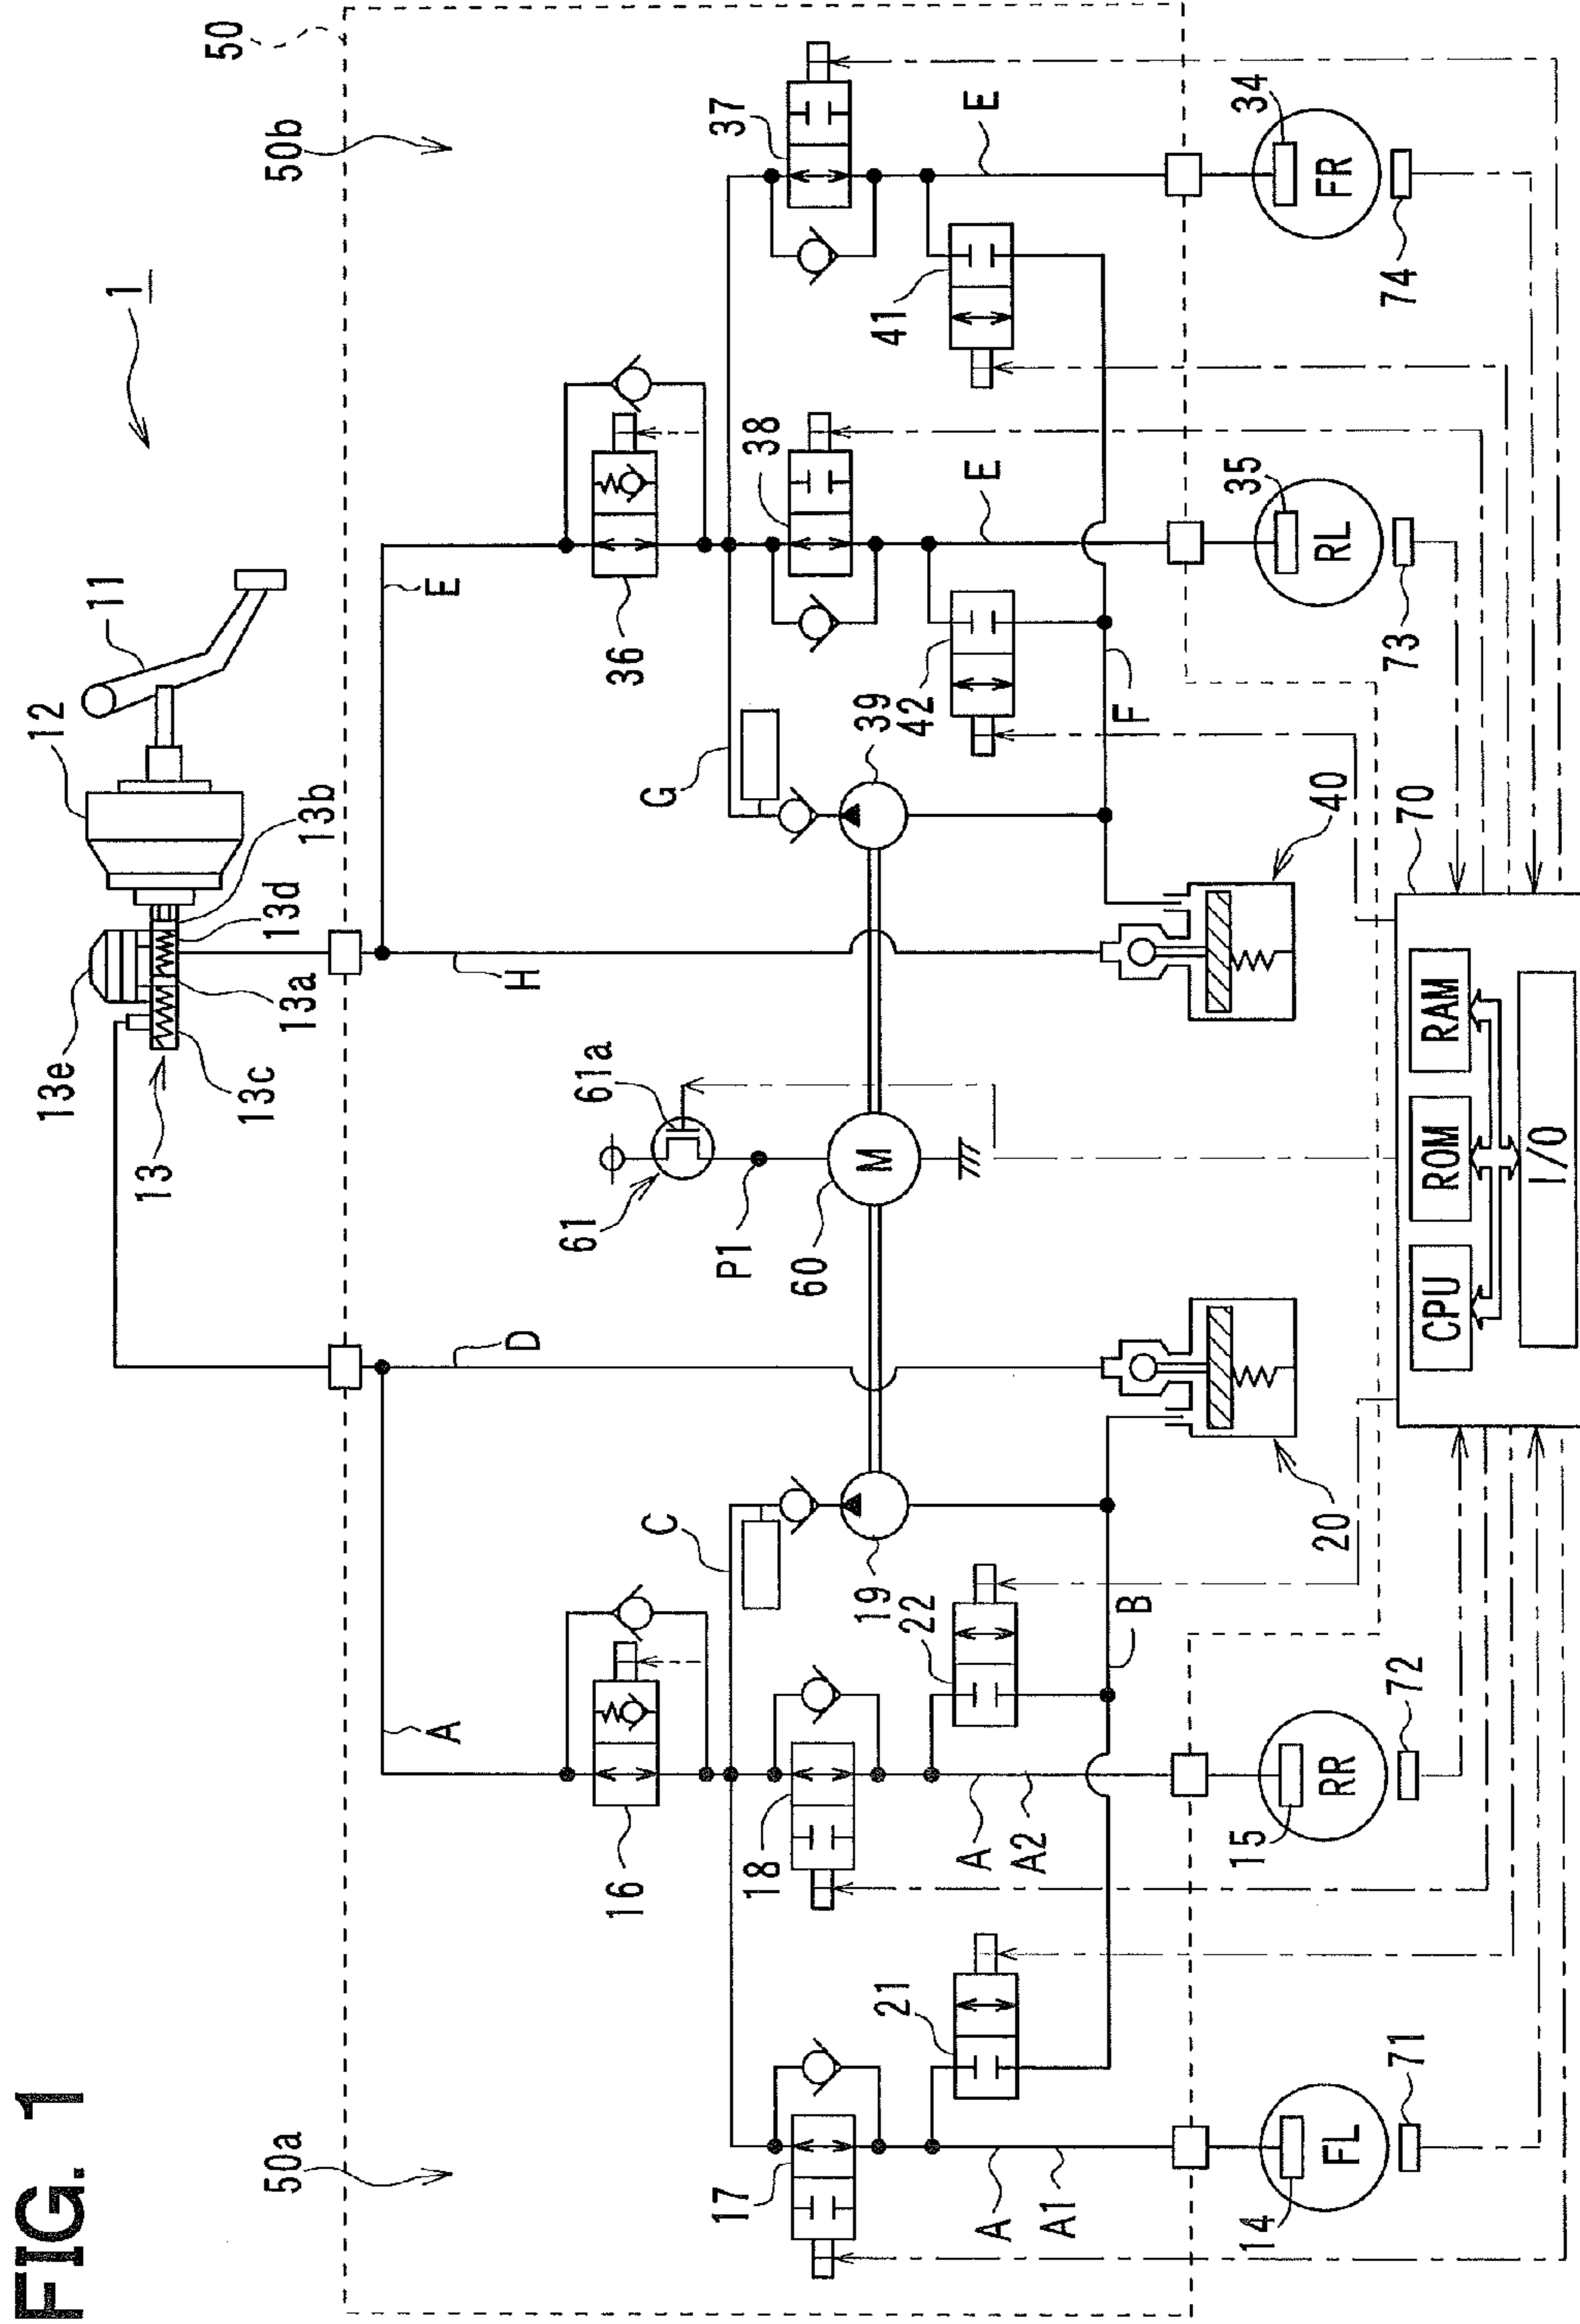 FIG. 1
1
11
12
13b
13d
13a
13e
13c
13
50
50b
50a
E
H
D
A
36
G
37
38
39
42
41
E
E
F
40
61a
61
P1
M
60
C
16
17
18
19
22
21
B
20
A
A2
A
A1
34
FR
74
35
RL
73
15
RR
72
14
FL
71
70
CPU
ROM
RAM
I/O